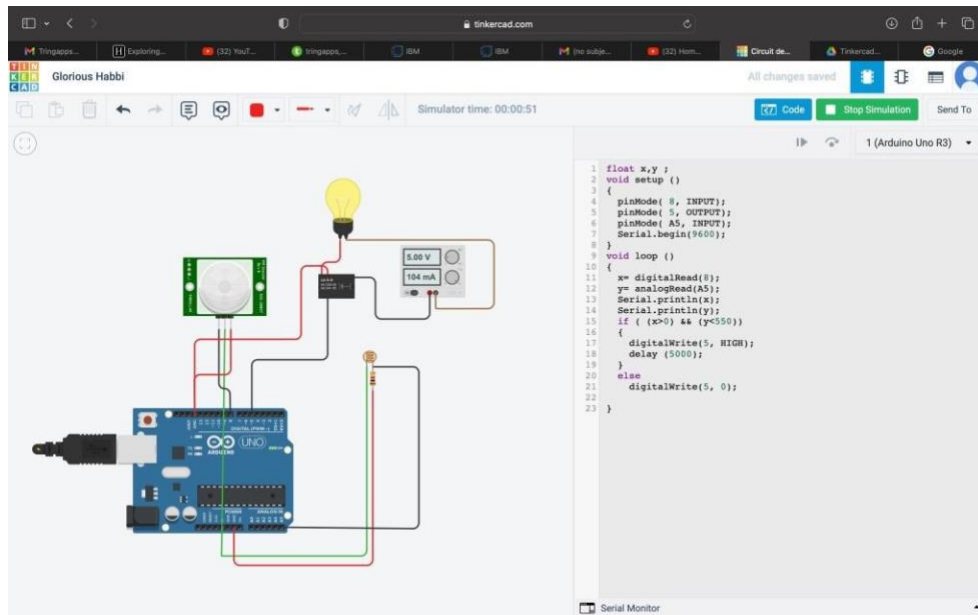 tinkercad.com
Tringapps...
Exploring...
(32) YouT...
tringapps,...
IBM
IBM
(no subje...
(32) Hom...
Circuit de...
Tinkercad...
Google
TIN
KER
CAD
Glorious Habbi
All changes saved
Simulator time: 00:00:51
Code
Stop Simulation
Send To
1 (Arduino Uno R3)
1 float x,y ;
2 void setup ()
3 {
4 pinMode( 8, INPUT);
5 pinMode( 5, OUTPUT);
6 pinMode( A5, INPUT);
7 Serial.begin(9600);
8 }
9 void loop ()
10 {
11 x= digitalRead(8);
12 y= analogRead(A5);
13 Serial.println(x);
14 Serial.println(y);
15 if ( (x>0) && (y<550))
16 {
17 digitalWrite(5, HIGH);
18 delay (5000);
19 }
20 else
21 digitalWrite(5, 0);
22
23 }
5.00 V
104 mA
DIGITAL (PWM~)
UNO
ARDUINO
POWER
ANALOG IN
Serial Monitor